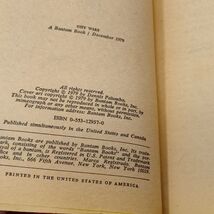 CITY WARS
A Bantam Book / December 1979
All rights reserved.
Copyright © 1979 by Dennis Palumbo.
Cover art copyright © 1979 by Bantam Books, Inc.
This book may not be reproduced in whole or in part, by
mimeograph or any other means, without permission.
For information address: Bantam Books, Inc.
ISBN 0-553-12957-0
Published simultaneously in the United States and Canada
Books are published by Bantam Books, Inc. Its trade-
consisting of the words "Bantam Books" and the por-
of a bantam, is Registered in U.S. Patent and Trademark
and in other countries. Marca Registrada. Bantam
Inc., 666 Fifth Avenue, New York, New York 10019.
PRINTED IN THE UNITED STATES OF AMERICA